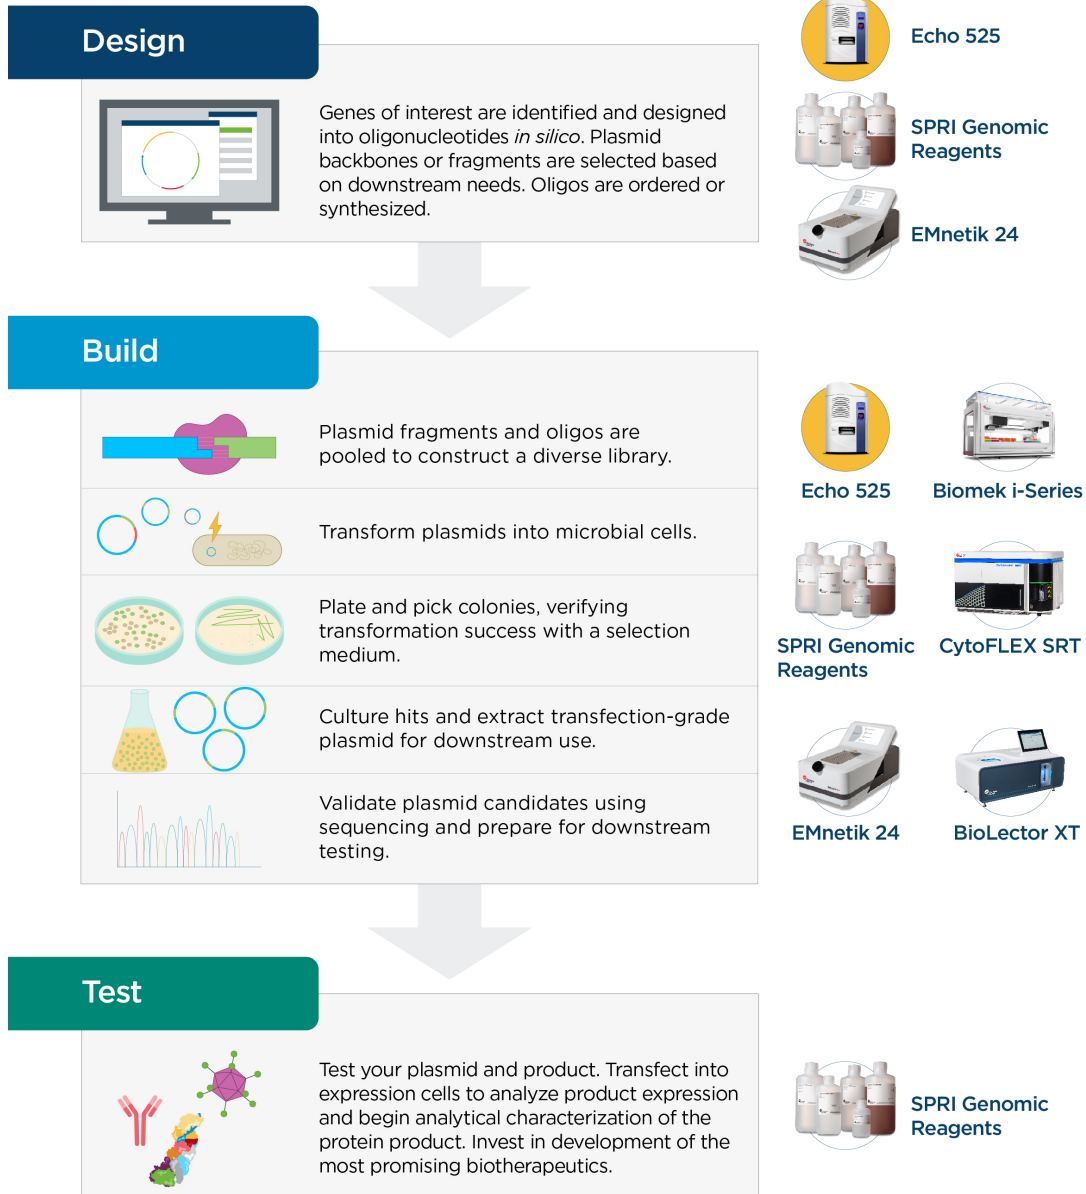 Design
Genes of interest are identified and designed
into oligonucleotides in silico. Plasmid
backbones or fragments are selected based
on downstream needs. Oligos are ordered or
synthesized.
Echo 525
SPRI Genomic
Reagents
EMnetik 24
Build
Plasmid fragments and oligos are
pooled to construct a diverse library.
Transform plasmids into microbial cells.
Plate and pick colonies, verifying
transformation success with a selection
medium.
Culture hits and extract transfection-grade
plasmid for downstream use.
Validate plasmid candidates using
sequencing and prepare for downstream
testing.
Echo 525
Biomek i-Series
SPRI Genomic
Reagents
CytoFLEX SRT
EMnetik 24
BioLector XT
Test
Test your plasmid and product. Transfect into
expression cells to analyze product expression
and begin analytical characterization of the
protein product. Invest in development of the
most promising biotherapeutics.
SPRI Genomic
Reagents